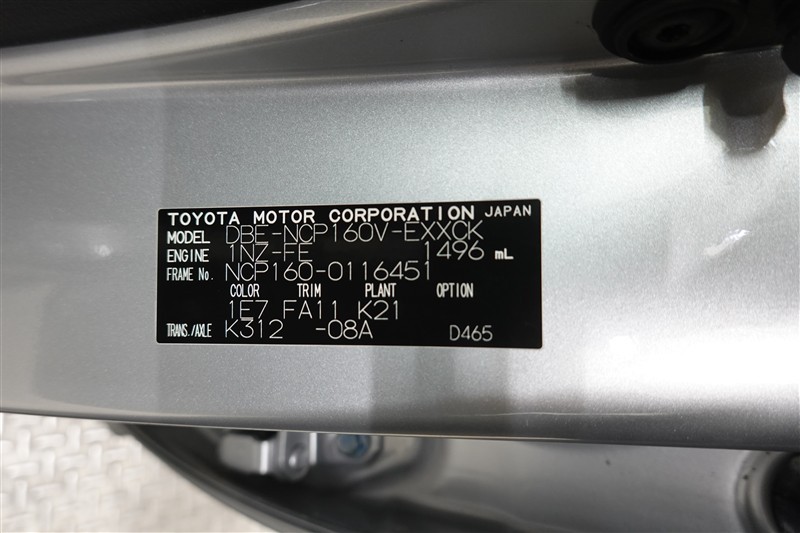 TOYOTA MOTOR CORPORATION JAPAN
MODEL DBE-NCP160V-EXXCK
ENGINE 1NZ-FE 1496 mL
FRAME No. NCP160-0116451
COLOR TRIM PLANT OPTION
1E7 FA11 K21
TRANS./AXLE K312 -08A D465